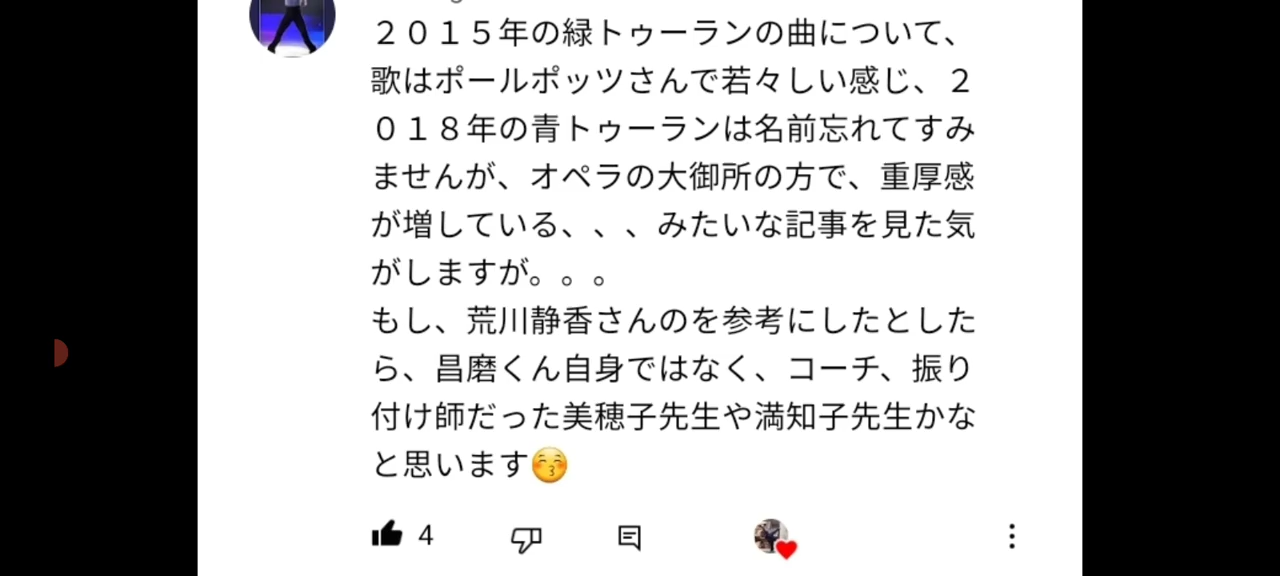 ２０１５年の緑トゥーランの曲について、
歌はポールポッツさんで若々しい感じ、２
０１８年の青トゥーランは名前忘れてすみ
ませんが、オペラの大御所の方で、重厚感
が増している、、、みたいな記事を見た気
がしますが。。。
もし、荒川静香さんのを参考にしたとした
ら、昌磨くん自身ではなく、コーチ、振り
付け師だった美穂子先生や満知子先生かな
と思います😚
4